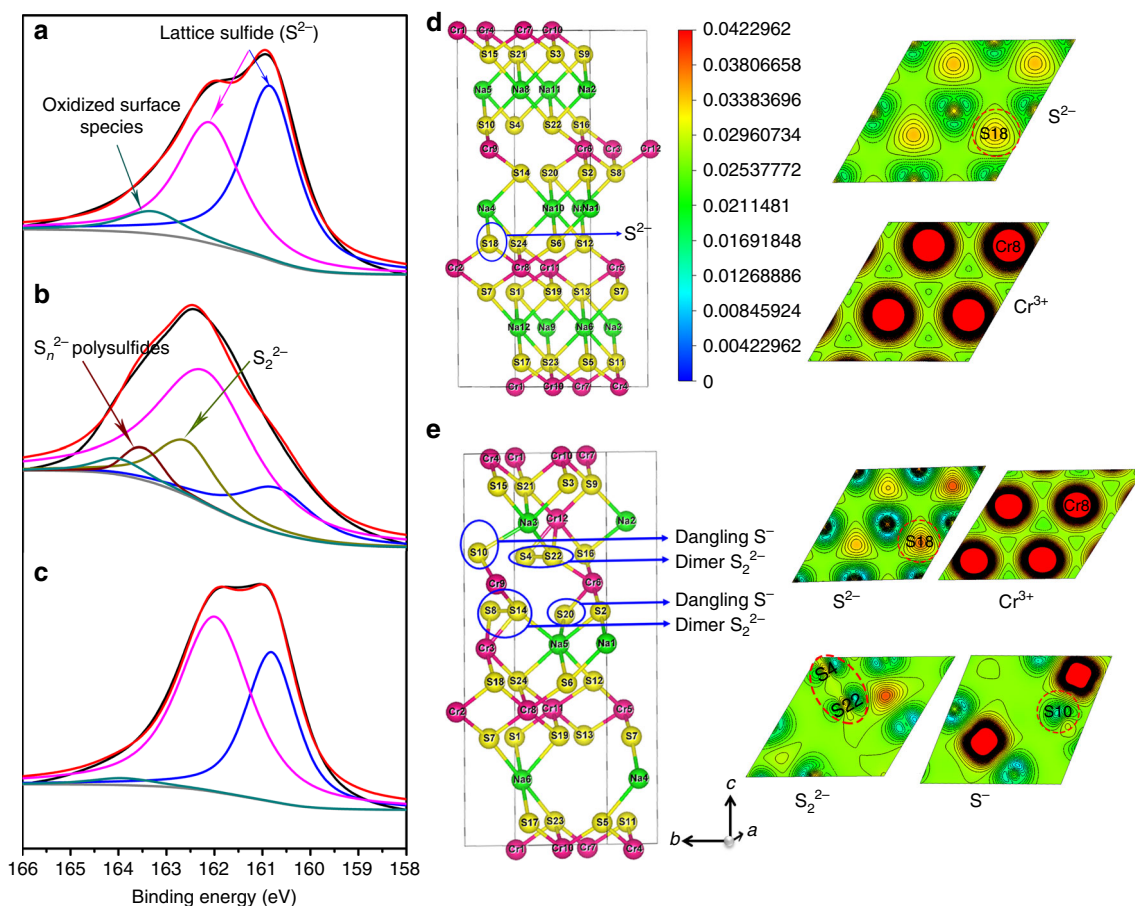 a
Lattice sulfide (S²⁻)
Oxidized surface
species
b
Sₙ²⁻ polysulfides
S₂²⁻
c
166 165 164 163 162 161 160 159 158
Binding energy (eV)
d
Cr1 Cr4 Cr7 Cr10
S15 S21 S3 S9
Na5 Na8 Na11 Na2
S10 S4 S22 S16
Cr9 Cr6 Cr3 Cr12
S14 S20 S2 S8
Na4 Na10 Na1
S18 S24 S6 S12
S²⁻
Cr2 Cr8 Cr11 Cr5
S7 S1 S19 S13 S7
Na12 Na9 Na6 Na3
S17 S23 S5 S11
Cr1 Cr10 Cr7 Cr4
0.0422962
0.03806658
0.03383696
0.02960734
0.02537772
0.0211481
0.01691848
0.01268886
0.00845924
0.00422962
0
S18
S²⁻
Cr8
Cr³⁺
e
Cr4 Cr1 Cr10 Cr7
S15 S21 S3 S9
Na3 Cr12 Na2
S10 S4 S22 S16
Dangling S⁻
Dimer S₂²⁻
Cr9 Cr6
S8 S14 S20 S2
Dangling S⁻
Dimer S₂²⁻
Cr3 Na5 Na1
S18 S24 S6 S12
Cr2 Cr8 Cr11 Cr5
S7 S1 S19 S13 S7
Na6 Na4
S17 S23 S5 S11
Cr1 Cr10 Cr7 Cr4
c
b a
S18
S²⁻
Cr8
Cr³⁺
S4
S22
S₂²⁻
S10
S⁻